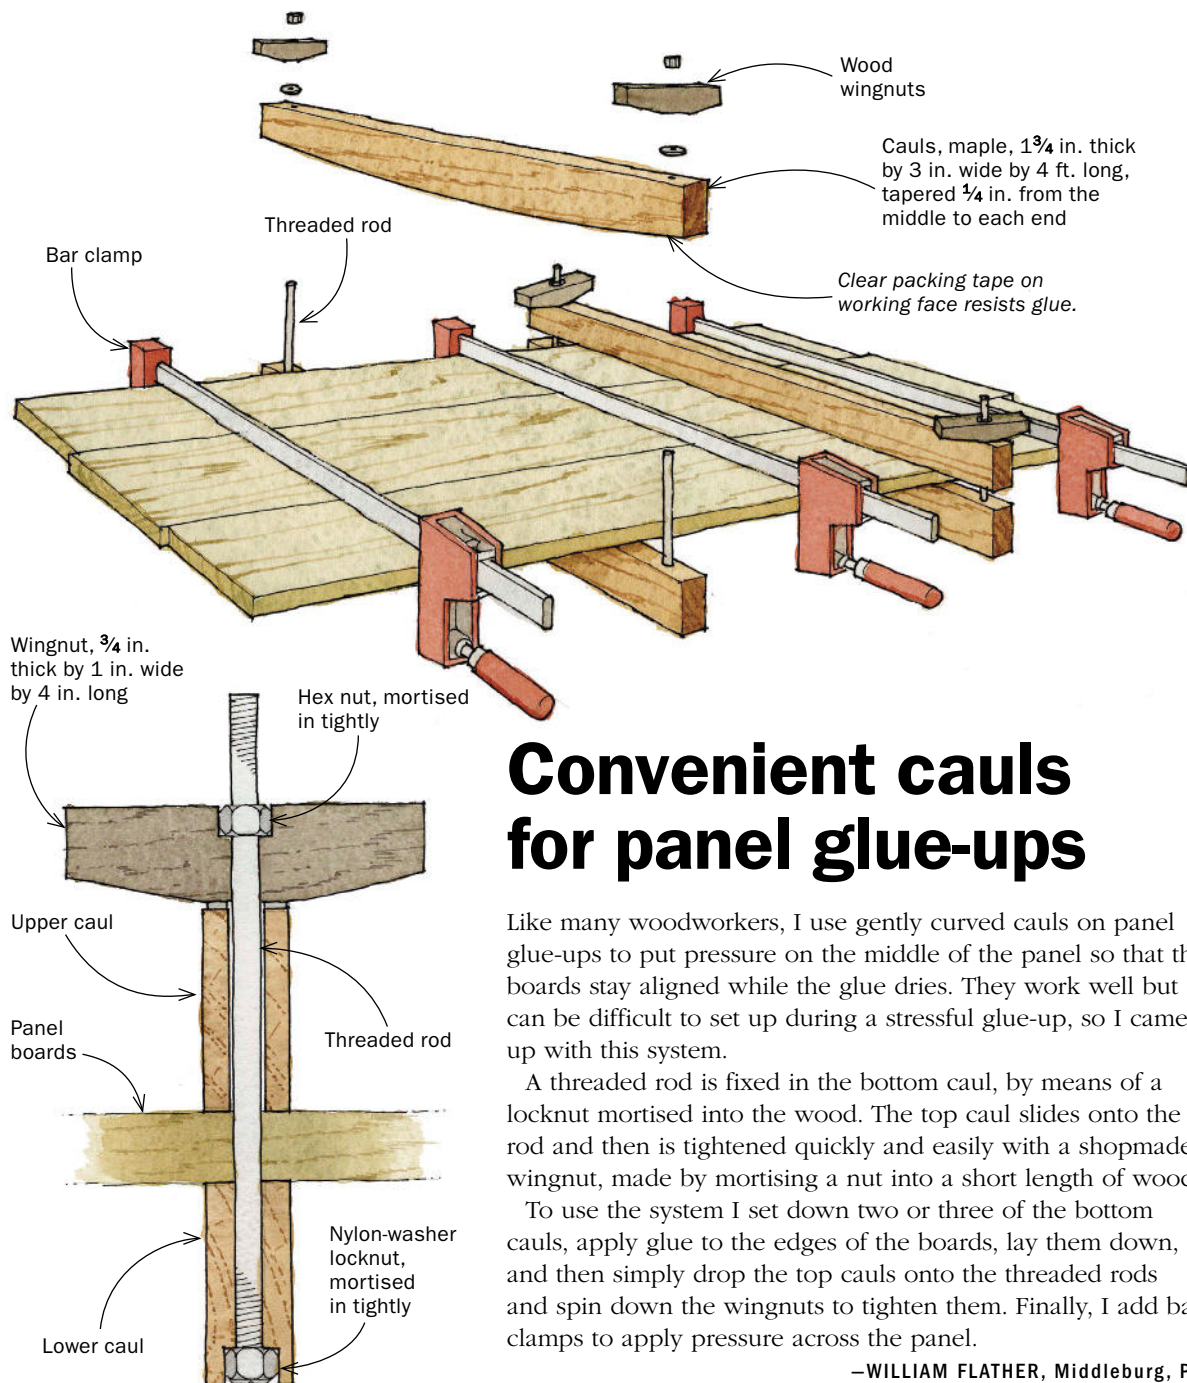 Wood
wingnuts
Cauls, maple, 1¾ in. thick
by 3 in. wide by 4 ft. long,
tapered ¼ in. from the
middle to each end
Threaded rod
Bar clamp
Clear packing tape on
working face resists glue.
Wingnut, ¾ in.
thick by 1 in. wide
by 4 in. long
Hex nut, mortised
in tightly
Upper caul
Threaded rod
Panel
boards
Nylon-washer
locknut,
mortised
in tightly
Lower caul
Convenient cauls
for panel glue-ups
Like many woodworkers, I use gently curved cauls on panel
glue-ups to put pressure on the middle of the panel so that th
boards stay aligned while the glue dries. They work well but
can be difficult to set up during a stressful glue-up, so I came
up with this system.
A threaded rod is fixed in the bottom caul, by means of a
locknut mortised into the wood. The top caul slides onto the
rod and then is tightened quickly and easily with a shopmade
wingnut, made by mortising a nut into a short length of wood
To use the system I set down two or three of the bottom
cauls, apply glue to the edges of the boards, lay them down,
and then simply drop the top cauls onto the threaded rods
and spin down the wingnuts to tighten them. Finally, I add ba
clamps to apply pressure across the panel.
—WILLIAM FLATHER, Middleburg, P